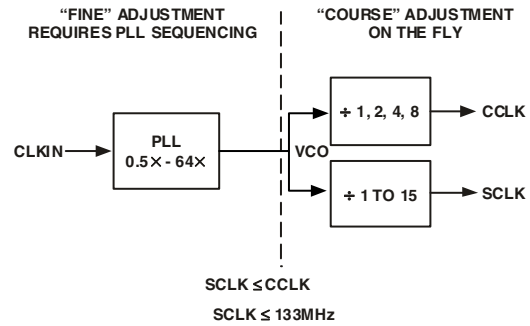 “FINE” ADJUSTMENT
REQUIRES PLL SEQUENCING
“COURSE” ADJUSTMENT
ON THE FLY
CLKIN
PLL
0.5× - 64×
VCO
÷ 1, 2, 4, 8
CCLK
÷ 1 TO 15
SCLK
SCLK ≤ CCLK
SCLK ≤ 133MHz